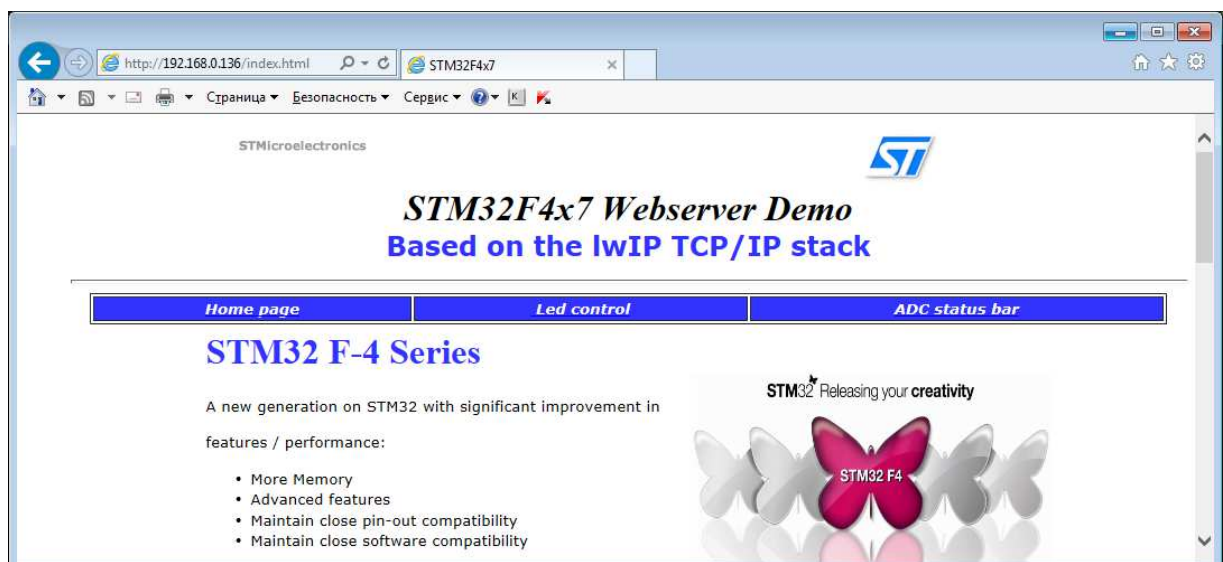 http://192.168.0.136/index.html
STM32F4x7
Страница Безопасность Сервис
STMicroelectronics
ST
STM32F4x7 Webserver Demo
Based on the lwIP TCP/IP stack
Home page Led control ADC status bar
STM32 F-4 Series
A new generation on STM32 with significant improvement in
features / performance:
• More Memory
• Advanced features
• Maintain close pin-out compatibility
• Maintain close software compatibility
STM32 Releasing your creativity
STM32 F4